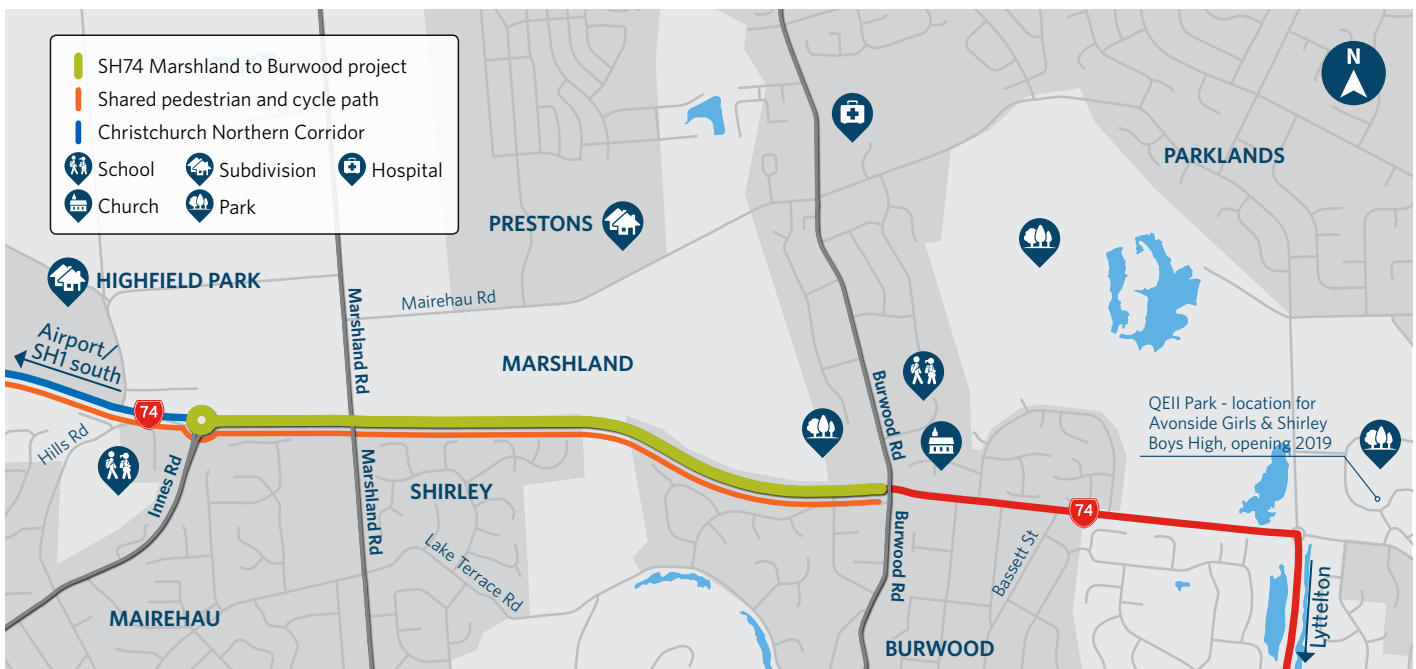 SH74 Marshland to Burwood project
Shared pedestrian and cycle path
Christchurch Northern Corridor
School
Subdivision
Hospital
Church
Park
N
PARKLANDS
PRESTONS
HIGHFIELD PARK
Mairehau Rd
Marshland Rd
Airport/
SH1 south
MARSHLAND
Burwood Rd
QEII Park - location for
Avonside Girls & Shirley
Boys High, opening 2019
74
Hills Rd
Innes Rd
Marshland Rd
SHIRLEY
74
Burwood Rd
Bassett St
Lake Terrace Rd
Lyttelton
MAIREHAU
BURWOOD